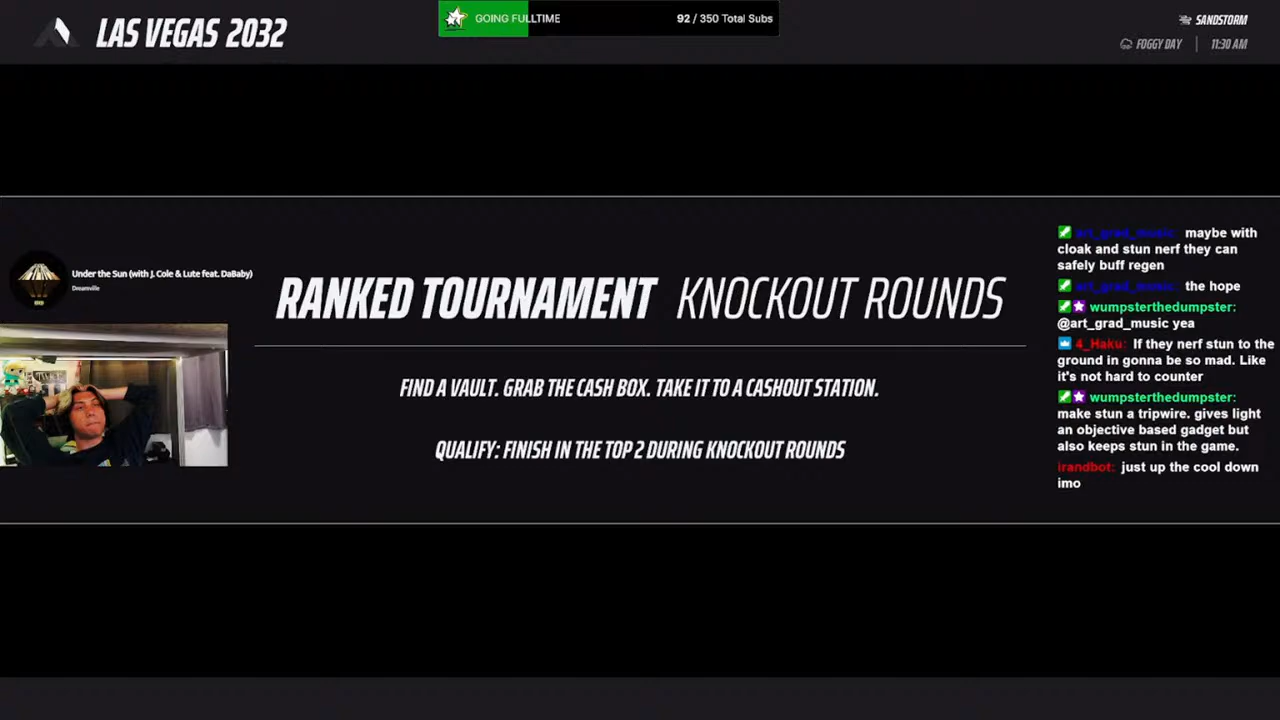 LAS VEGAS 2032
GOING FULLTIME
92 / 350 Total Subs
SANDSTORM
FOGGY DAY
11:30 AM
Under the Sun (with J. Cole & Lute feat. DaBaby)
Dreamville
RANKED TOURNAMENT KNOCKOUT ROUNDS
FIND A VAULT. GRAB THE CASH BOX. TAKE IT TO A CASHOUT STATION.
QUALIFY: FINISH IN THE TOP 2 DURING KNOCKOUT ROUNDS
art_grad_music: maybe with
cloak and stun nerf they can
safely buff regen
art_grad_music: the hope
wumpsterthedumpster:
@art_grad_music yea
4_Haku: If they nerf stun to the
ground in gonna be so mad. Like
it's not hard to counter
wumpsterthedumpster:
make stun a tripwire. gives light
an objective based gadget but
also keeps stun in the game.
irandbot: just up the cool down
imo